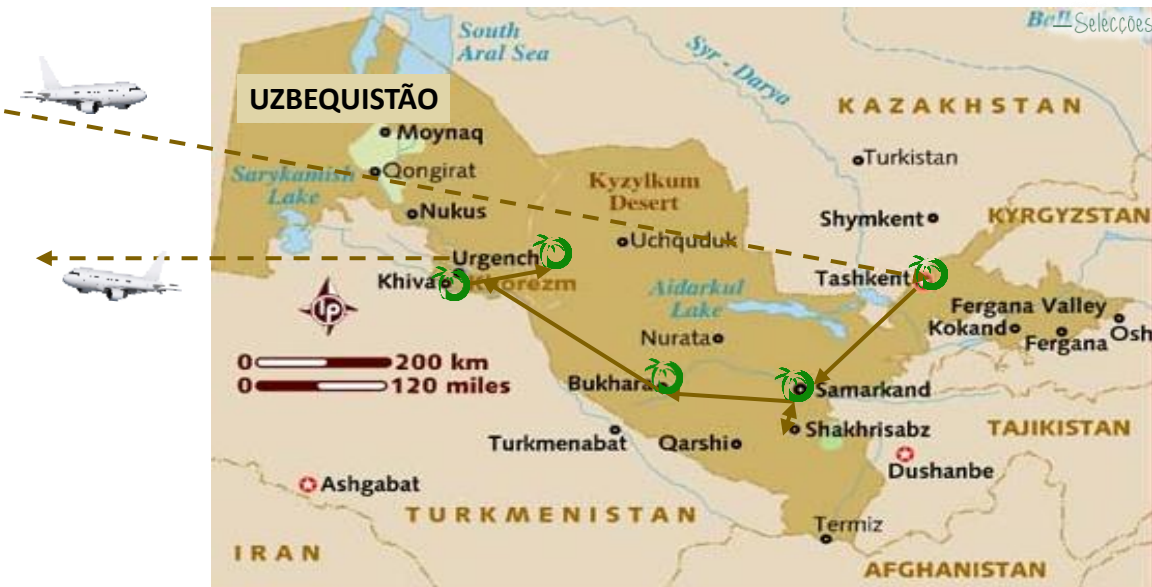 Selecções
South
Aral Sea
UZBEQUISTÃO
Syr - Darya
KAZAKHSTAN
Moynaq
Turkistan
Qongirat
Sarykamish
Lake
Kyzylkum
Desert
Nukus
Shymkent
KYRGYZSTAN
Uchquduk
Urgench
Khiva
Khorezm
Tashkent
Aidarkul
Lake
Fergana Valley
LP
Nurata
Kokand
Fergana
Osh
0 200 km
0 120 miles
Bukhara
Samarkand
Turkmenabat
Qarshi
Shakhrisabz
TAJIKISTAN
Dushanbe
Ashgabat
TURKMENISTAN
Termiz
IRAN
AFGHANISTAN